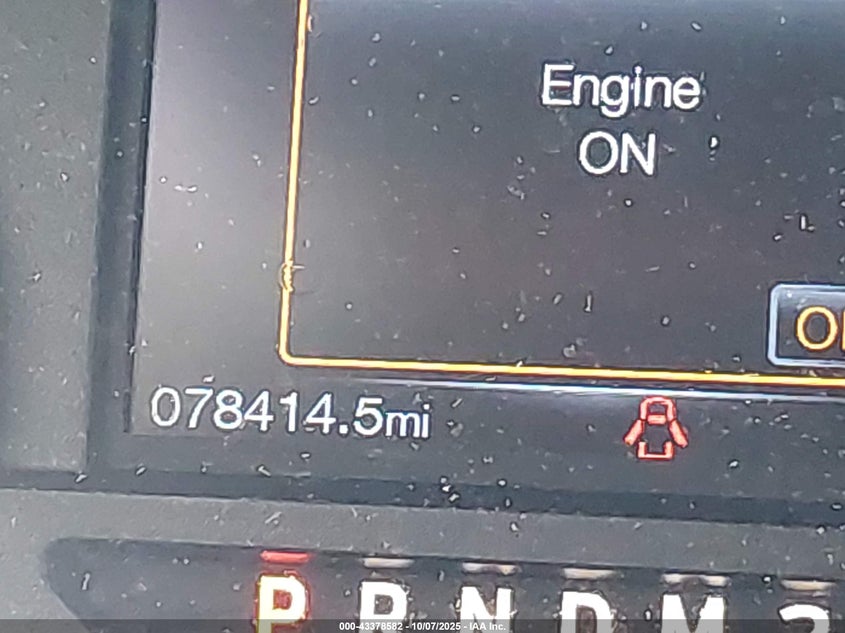 Engine
ON
078414.5mi
P R N D M
000-43378582 - 10/07/2025 - IAA Inc.